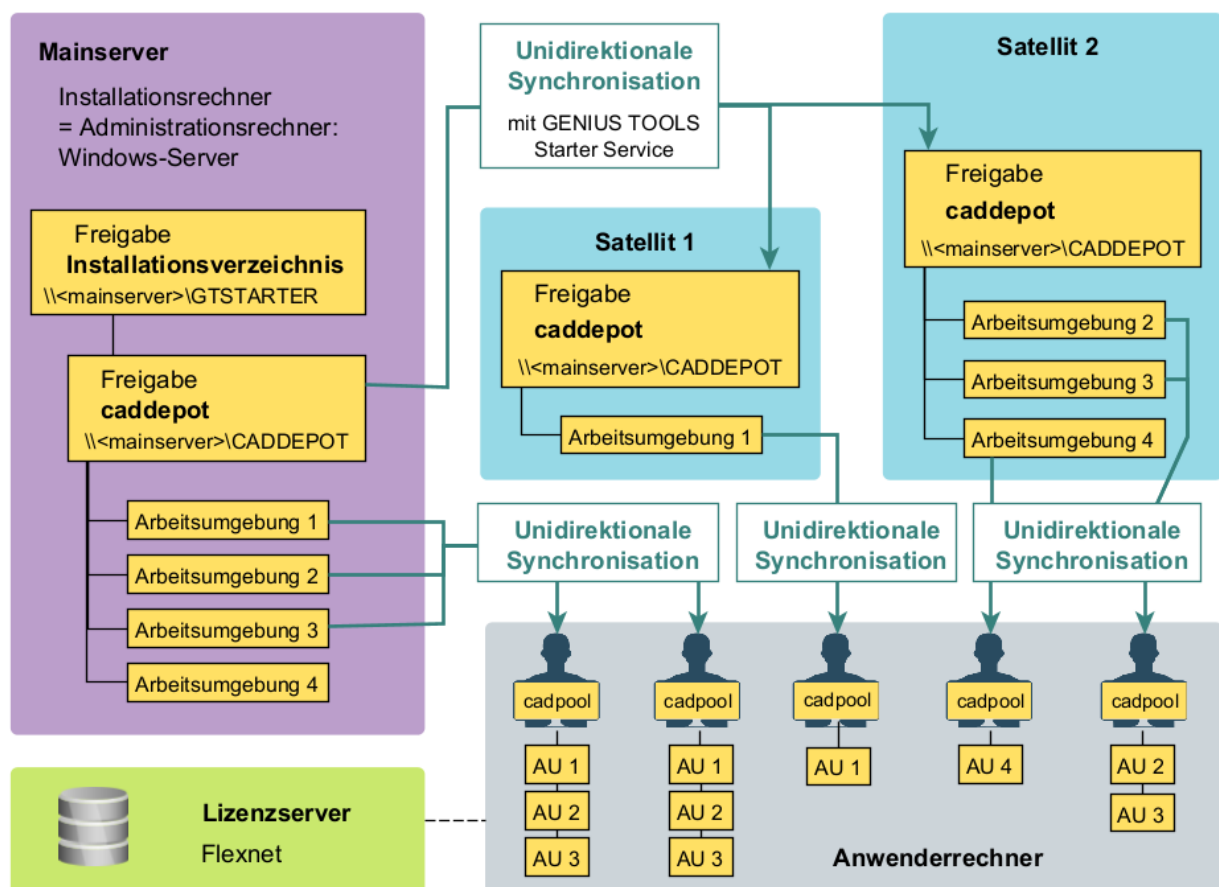 Mainserver
Installationsrechner
= Administrationsrechner:
Windows-Server
Freigabe
Installationsverzeichnis
\\<mainserver>\GTSTARTER
Freigabe
caddepot
\\<mainserver>\CADDEPOT
Arbeitsumgebung 1
Arbeitsumgebung 2
Arbeitsumgebung 3
Arbeitsumgebung 4
Unidirektionale
Synchronisation
mit GENIUS TOOLS
Starter Service
Satellit 1
Freigabe
caddepot
\\<mainserver>\CADDEPOT
Arbeitsumgebung 1
Satellit 2
Freigabe
caddepot
\\<mainserver>\CADDEPOT
Arbeitsumgebung 2
Arbeitsumgebung 3
Arbeitsumgebung 4
Unidirektionale
Synchronisation
Unidirektionale
Synchronisation
Unidirektionale
Synchronisation
cadpool
AU 1
AU 2
AU 3
cadpool
AU 1
AU 2
AU 3
cadpool
AU 1
cadpool
AU 4
cadpool
AU 2
AU 3
Anwenderrechner
Lizenzserver
Flexnet